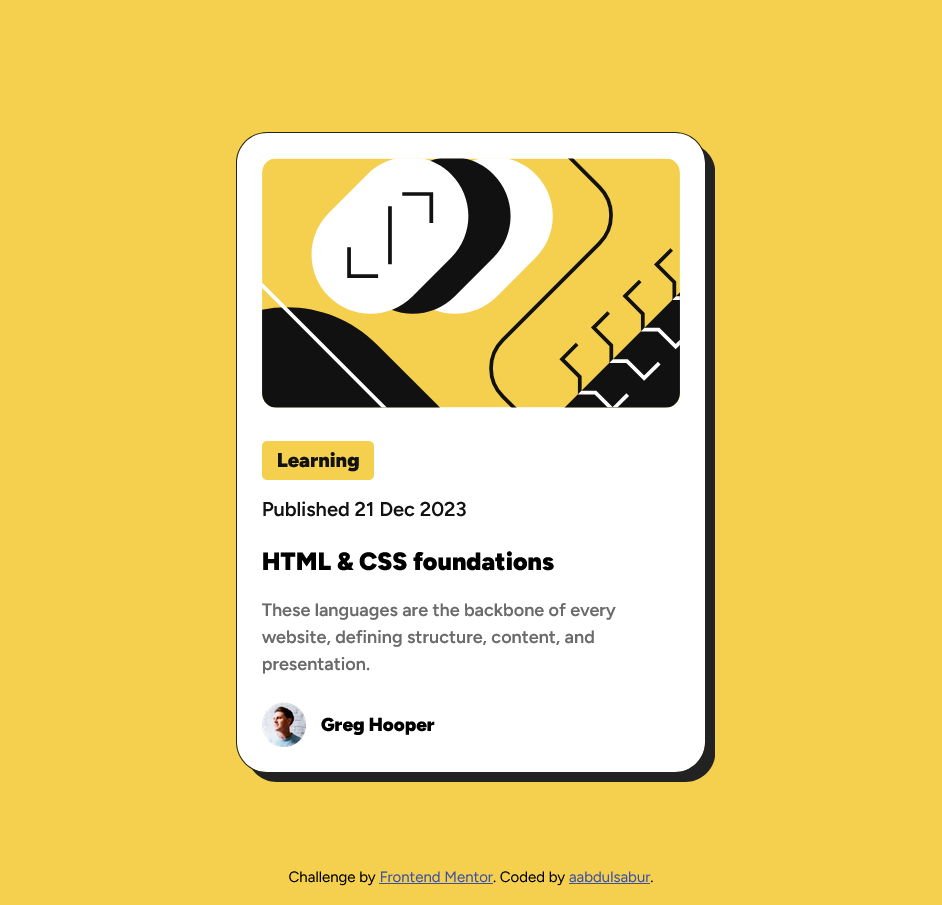 Learning
Published 21 Dec 2023
HTML & CSS foundations
These languages are the backbone of every
website, defining structure, content, and
presentation.
Greg Hooper
Challenge by Frontend Mentor. Coded by aabdulsabur.